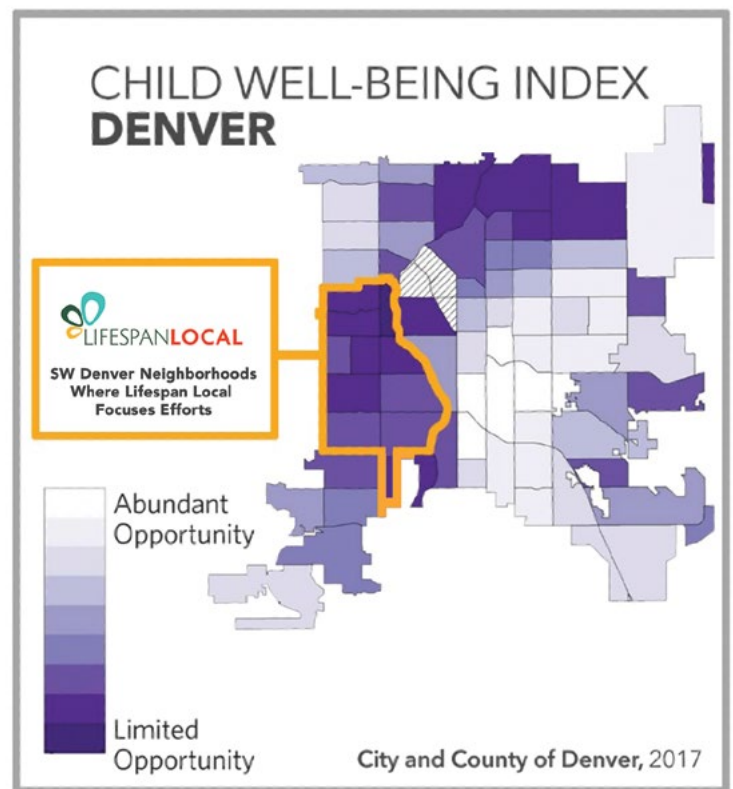 CHILD WELL-BEING INDEX
DENVER
LIFESPANLOCAL
SW Denver Neighborhoods
Where Lifespan Local
Focuses Efforts
Abundant
Opportunity
Limited
Opportunity
City and County of Denver, 2017